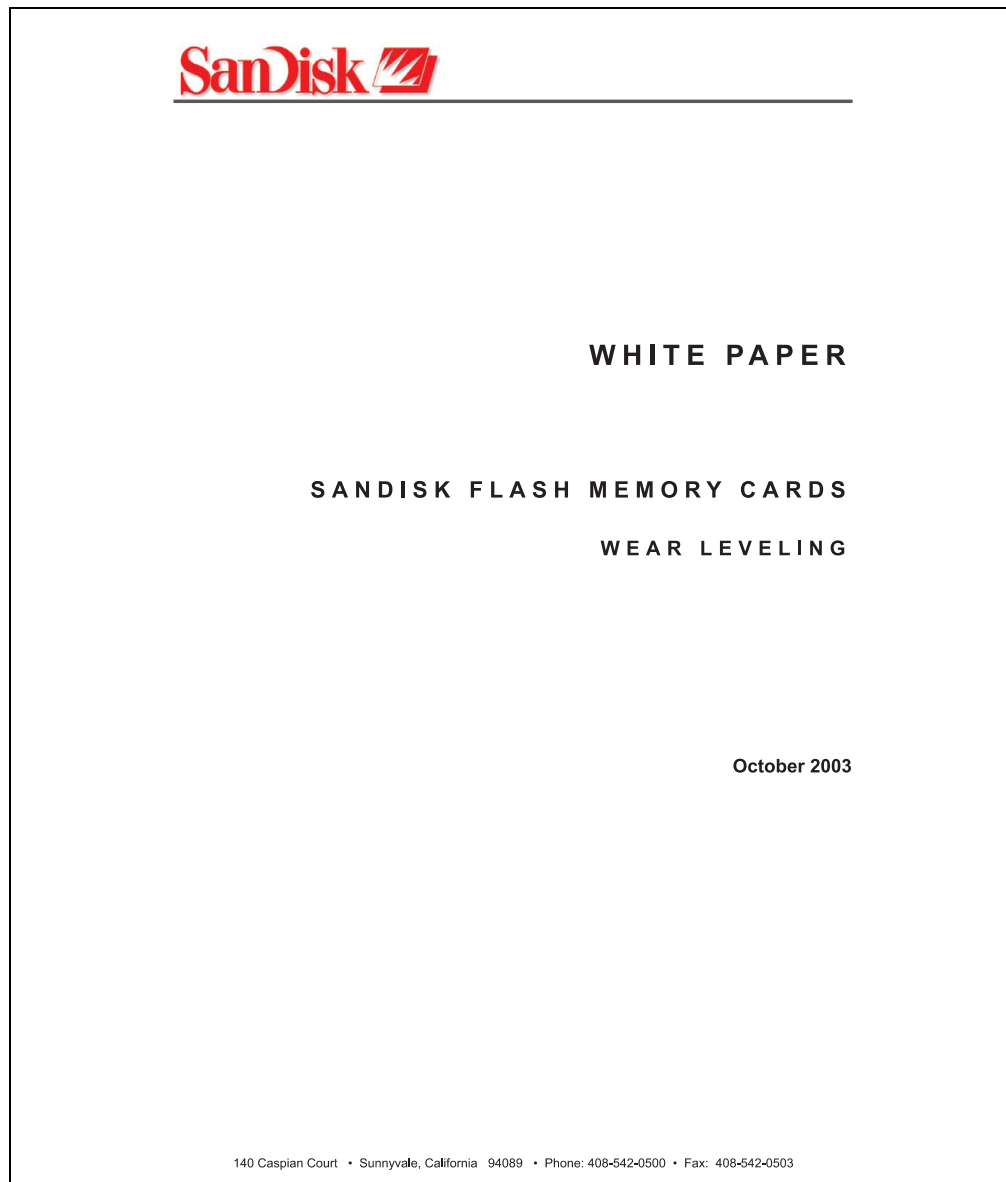 SanDisk
WHITE PAPER
SANDISK FLASH MEMORY CARDS
WEAR LEVELING
October 2003
140 Caspian Court • Sunnyvale, California 94089 • Phone: 408-542-0500 • Fax: 408-542-0503